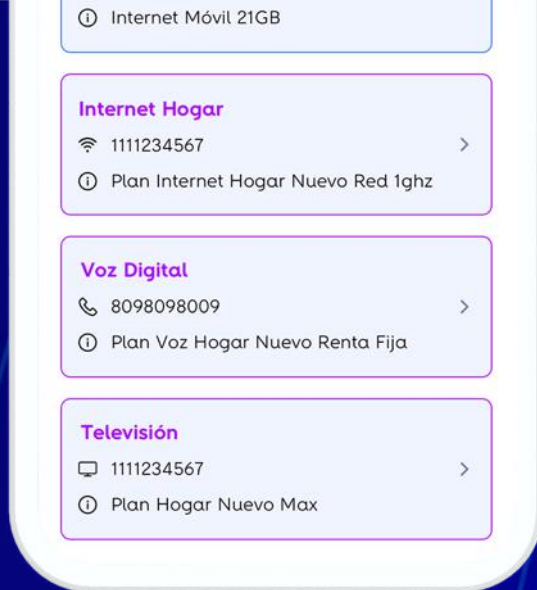 Internet Móvil 21GB
Internet Hogar
1111234567
Plan Internet Hogar Nuevo Red 1ghz
Voz Digital
8098098009
Plan Voz Hogar Nuevo Renta Fija
Televisión
1111234567
Plan Hogar Nuevo Max